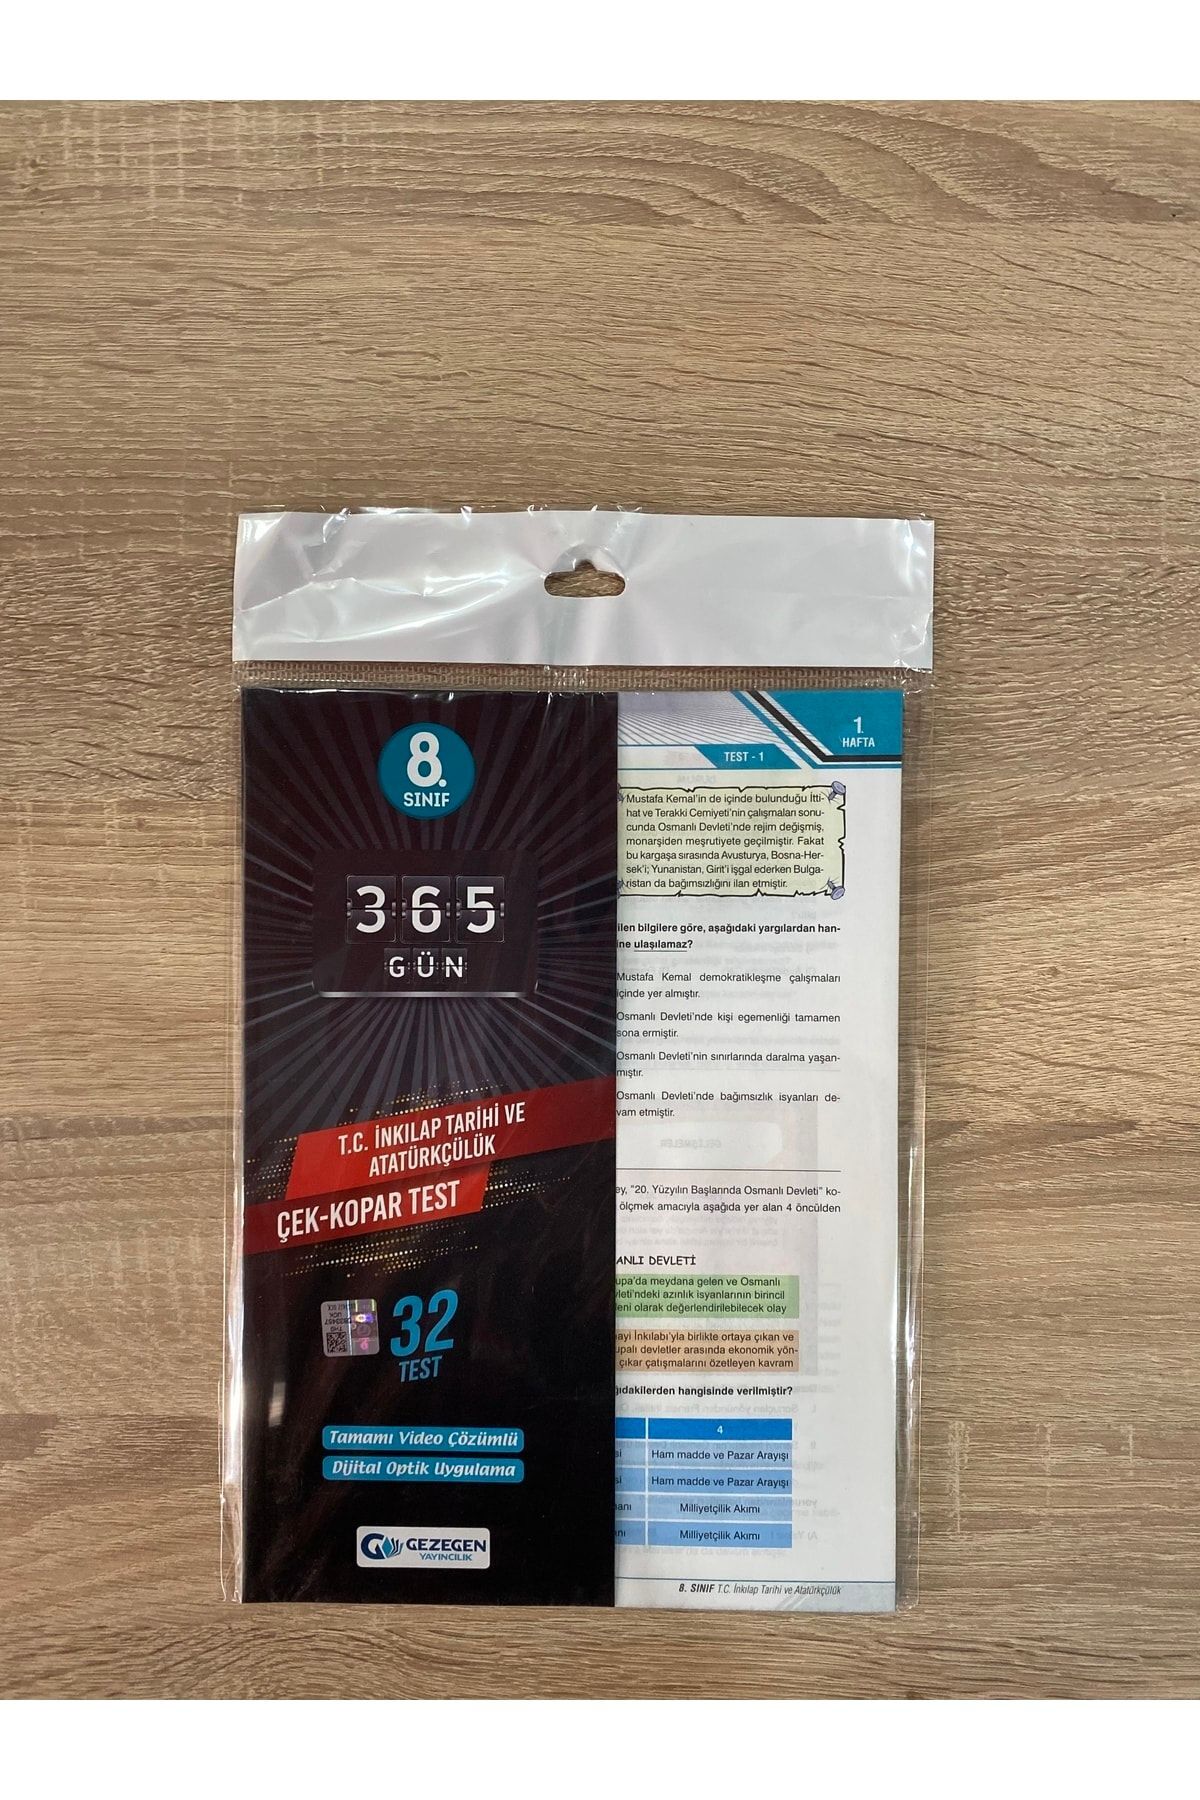 8.
SINIF
365
GÜN
T.C. İNKILAP TARİHİ VE
ATATÜRKÇÜLÜK
ÇEK-KOPAR TEST
32
TEST
Tamamı Video Çözümlü
Dijital Optik Uygulama
GEZEGEN
YAYINCILIK
1.
HAFTA
TEST - 1
Mustafa Kemal'in de içinde bulunduğu İtti-
hat ve Terakki Cemiyeti'nin çalışmaları sonu-
cunda Osmanlı Devleti'nde rejim değişmiş,
monarşiden meşrutiyete geçilmiştir. Fakat
bu kargaşa sırasında Avusturya, Bosna-Her-
sek'i; Yunanistan, Girit'i işgal ederken Bulga-
ristan da bağımsızlığını ilan etmiştir.
ilen bilgilere göre, aşağıdaki yargılardan han-
ine ulaşılamaz?
Mustafa Kemal demokratikleşme çalışmaları
içinde yer almıştır.
Osmanlı Devleti'nde kişi egemenliği tamamen
sona ermiştir.
Osmanlı Devleti'nin sınırlarında daralma yaşan-
mıştır.
Osmanlı Devleti'nde bağımsızlık isyanları de-
vam etmiştir.
ey, "20. Yüzyılın Başlarında Osmanlı Devleti" ko-
ölçmek amacıyla aşağıda yer alan 4 öncülden
ANLI DEVLETİ
upa'da meydana gelen ve Osmanlı
leti'ndeki azınlık isyanlarının birincil
eni olarak değerlendirilebilecek olay
ayi İnkılabı'yla birlikte ortaya çıkan ve
upalı devletler arasında ekonomik yön-
çıkar çatışmalarını özetleyen kavram
ğıdakilerden hangisinde verilmiştir?
4
si Ham madde ve Pazar Arayışı
si Ham madde ve Pazar Arayışı
anı Milliyetçilik Akımı
nı Milliyetçilik Akımı
8. SINIF T.C. İnkılap Tarihi ve Atatürkçülük